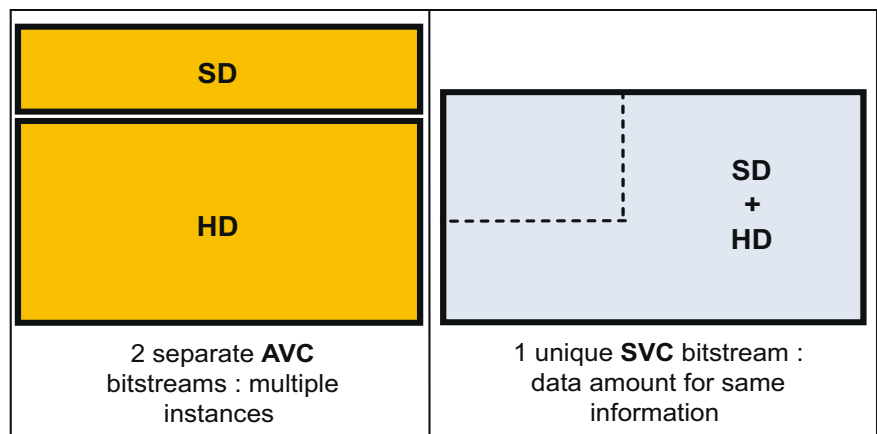 SD
HD
2 separate AVC
bitstreams : multiple
instances
SD
+
HD
1 unique SVC bitstream :
data amount for same
information